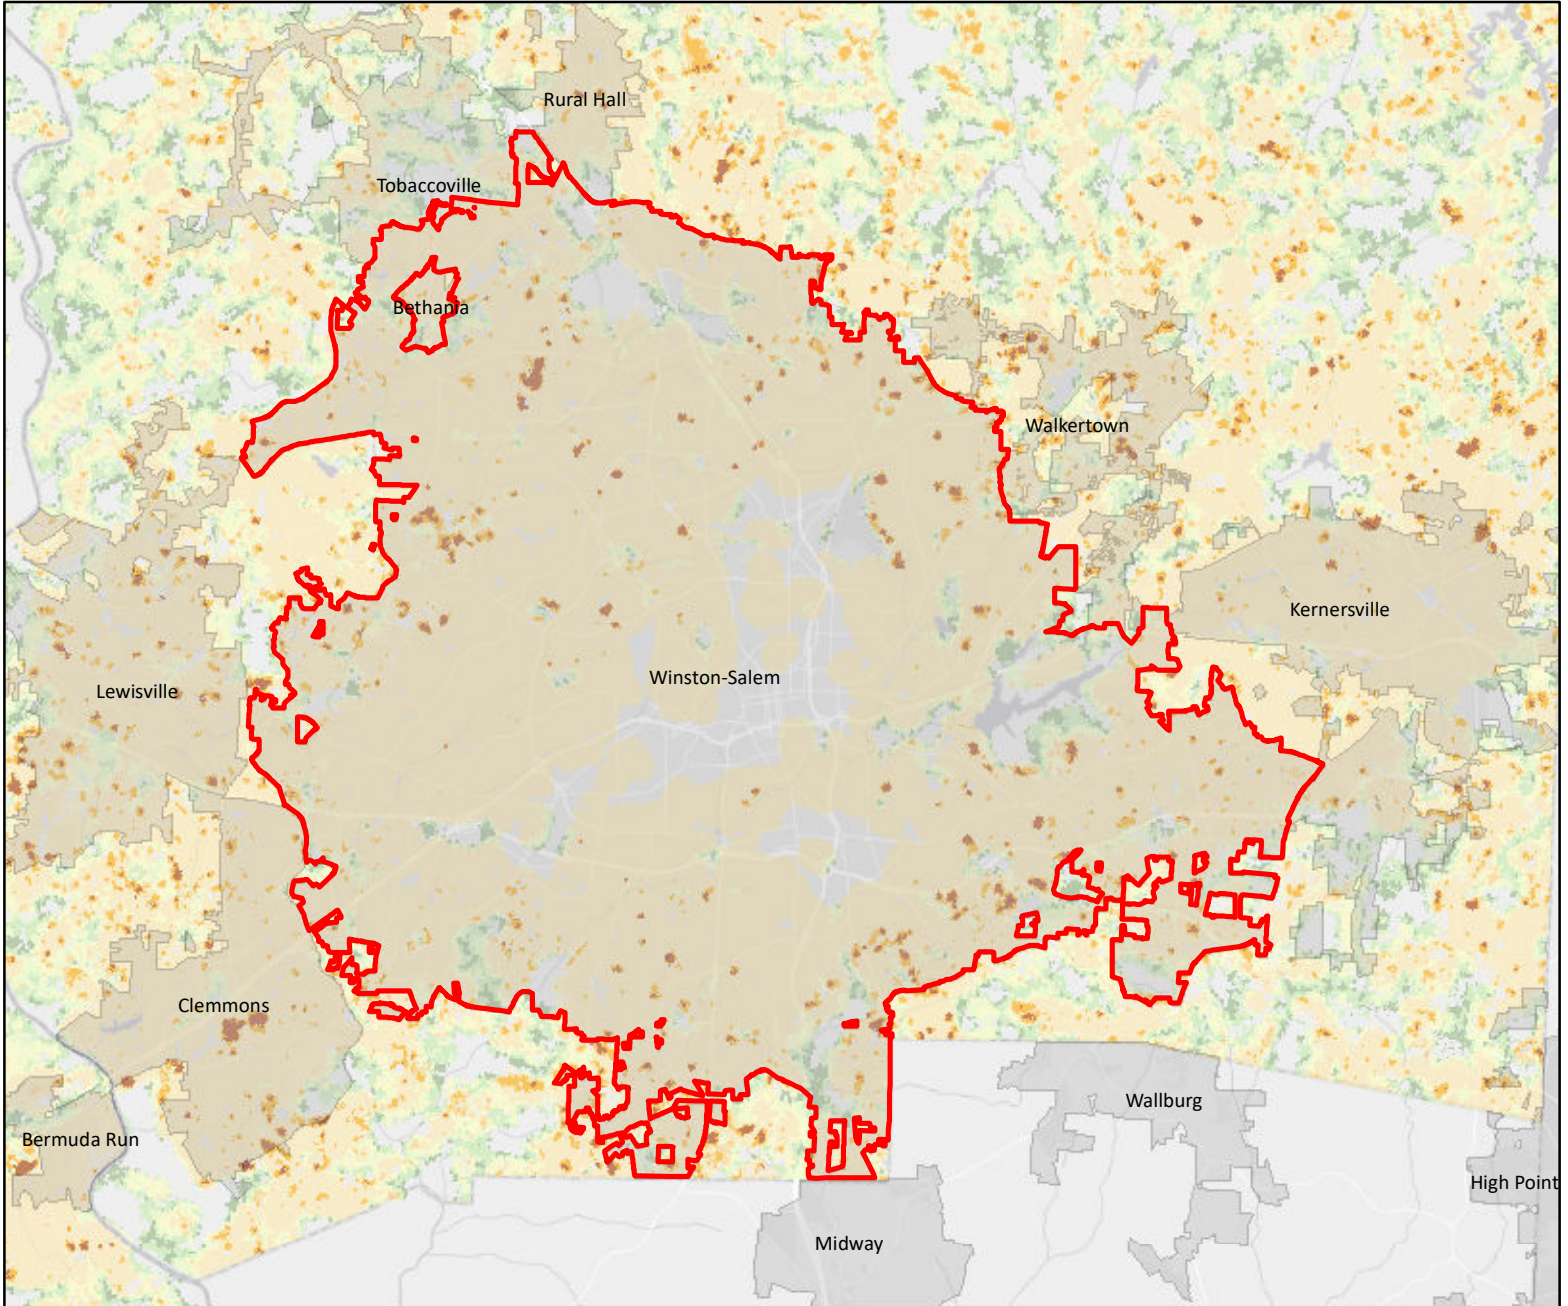 Rural Hall
Tobaccoville
Bethania
Walkertown
Kernersville
Winston-Salem
Lewisville
Clemmons
Wallburg
Bermuda Run
High Point
Midway